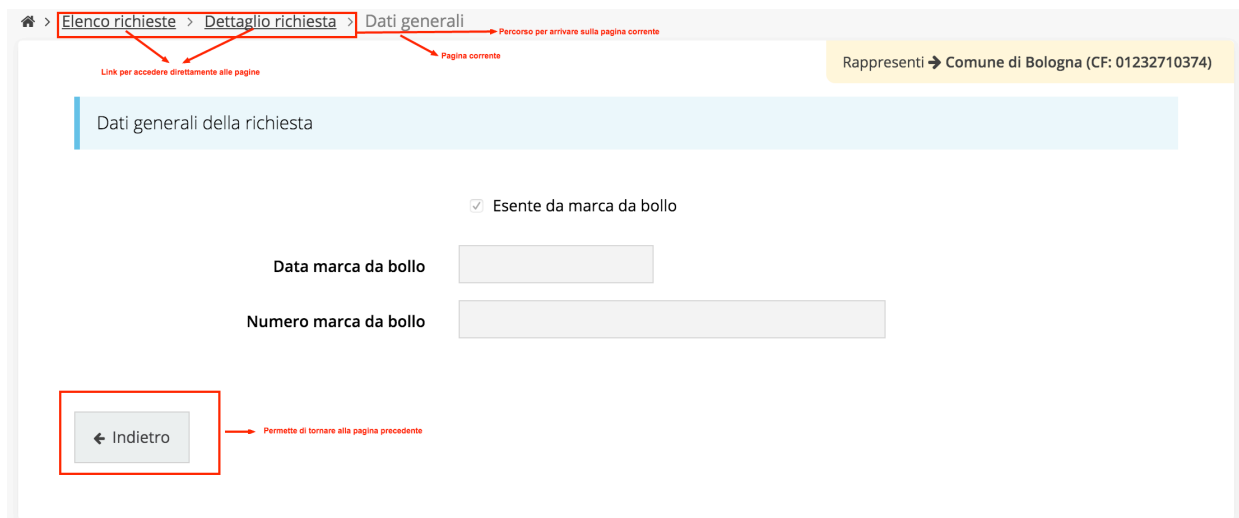 > Elenco richieste > Dettaglio richiesta > Dati generali
Percorso per arrivare sulla pagina corrente
Pagina corrente
Link per accedere direttamente alle pagine
Rappresenti → Comune di Bologna (CF: 01232710374)
Dati generali della richiesta
Esente da marca da bollo
Data marca da bollo
Numero marca da bollo
← Indietro
Permette di tornare alla pagina precedente